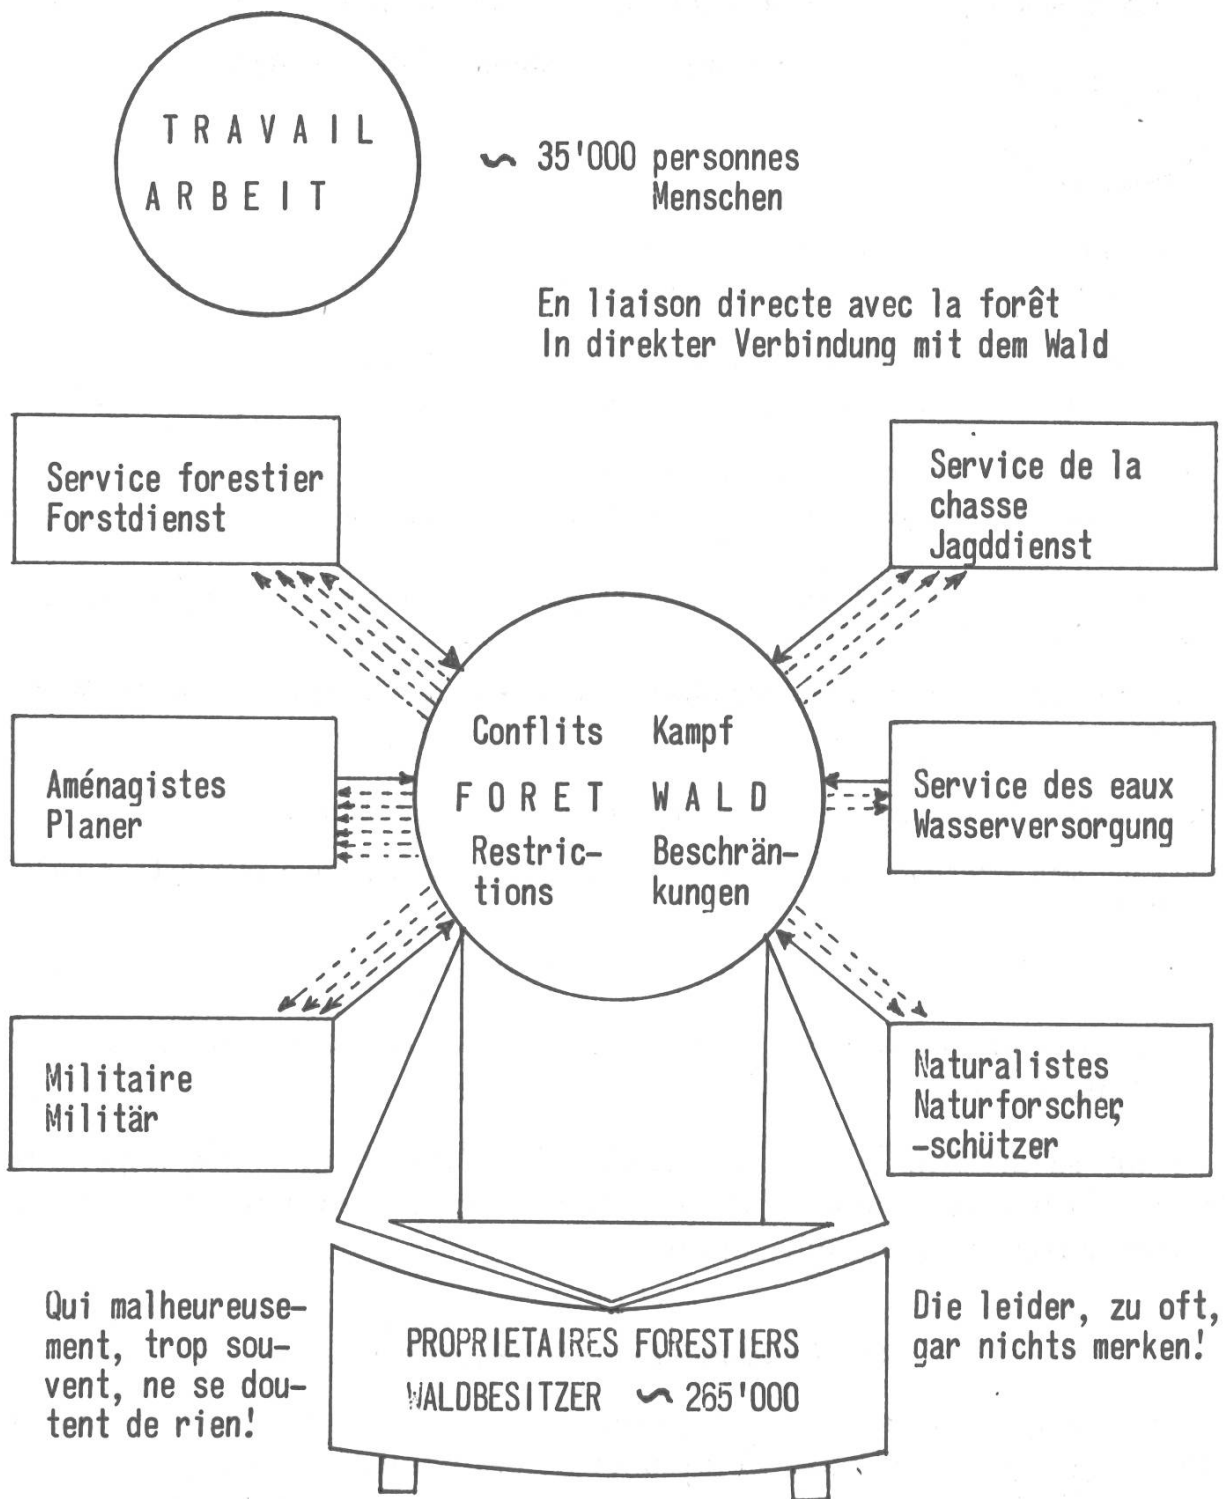 TRAVAIL
ARBEIT
~ 35'000 personnes
Menschen
En liaison directe avec la forêt
In direkter Verbindung mit dem Wald
Service forestier
Forstdienst
Service de la
chasse
Jagddienst
Conflits Kampf
FORET WALD
Restric- Beschrän-
tions kungen
Aménagistes
Planer
Service des eaux
Wasserversorgung
Militaire
Militär
Naturalistes
Naturforscher,
-schützer
Qui malheureuse-
ment, trop sou-
vent, ne se dou-
tent de rien!
PROPRIETAIRES FORESTIERS
WALDBESITZER ~ 265'000
Die leider, zu oft,
gar nichts merken!